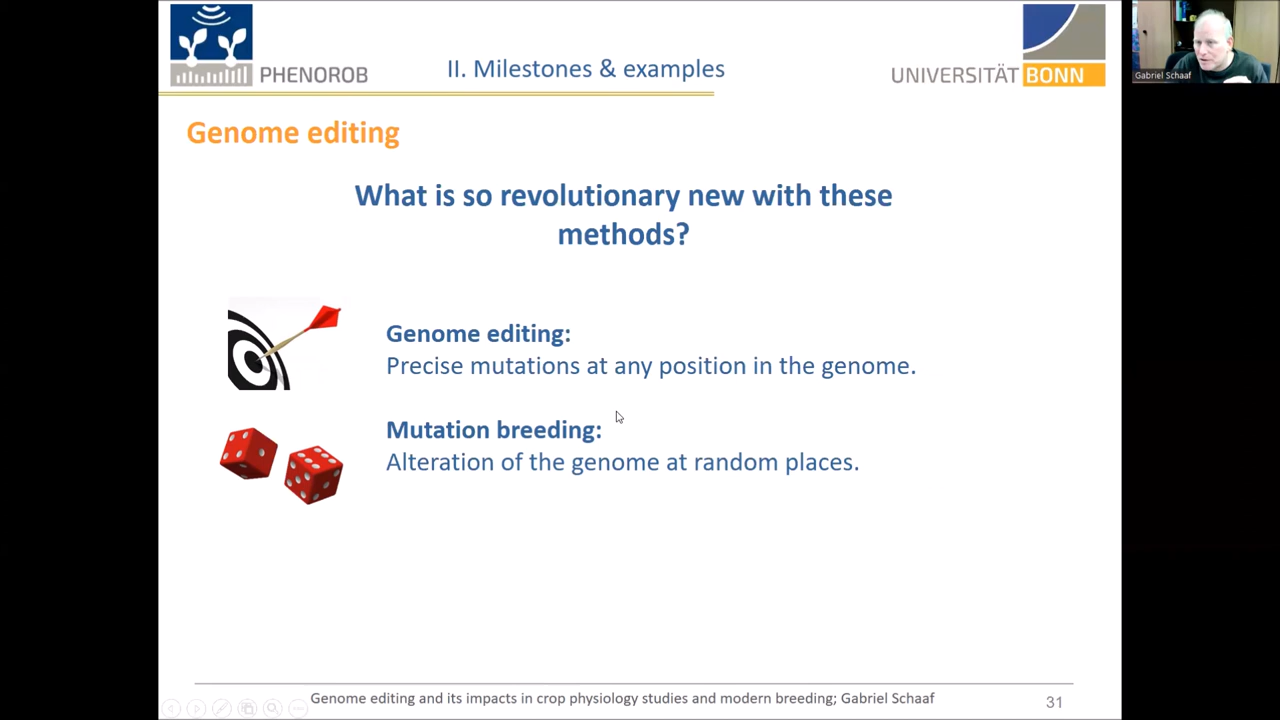 PHENOROB
II. Milestones & examples
UNIVERSITÄT BONN
Gabriel Schaaf
Genome editing
What is so revolutionary new with these
methods?
Genome editing:
Precise mutations at any position in the genome.
Mutation breeding:
Alteration of the genome at random places.
Genome editing and its impacts in crop physiology studies and modern breeding; Gabriel Schaaf
31